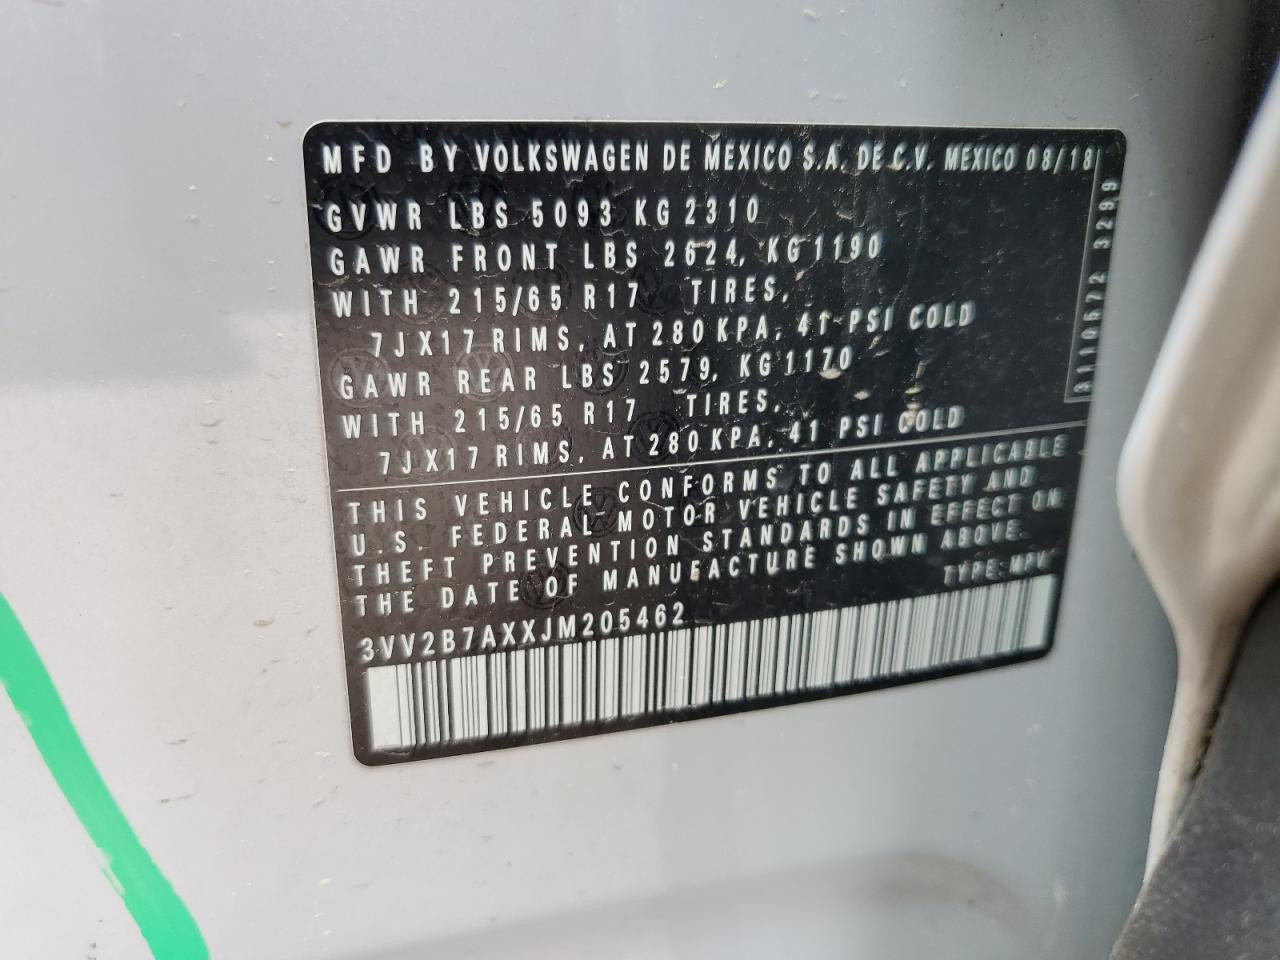 MFD BY VOLKSWAGEN DE MEXICO S.A. DE C.V. MEXICO 08/18
GVWR LBS 5093 KG 2310
GAWR FRONT LBS 2624, KG 1190
WITH 215/65 R17 TIRES,
7JX17 RIMS, AT 280 KPA, 41 PSI COLD
GAWR REAR LBS 2579, KG 1170
WITH 215/65 R17 TIRES,
7JX17 RIMS, AT 280 KPA, 41 PSI COLD
3110572 3299
THIS VEHICLE CONFORMS TO ALL APPLICABLE
U.S. FEDERAL MOTOR VEHICLE SAFETY AND
THEFT PREVENTION STANDARDS IN EFFECT ON
THE DATE OF MANUFACTURE SHOWN ABOVE.
TYPE: MPV
3VV2B7AXXJM205462